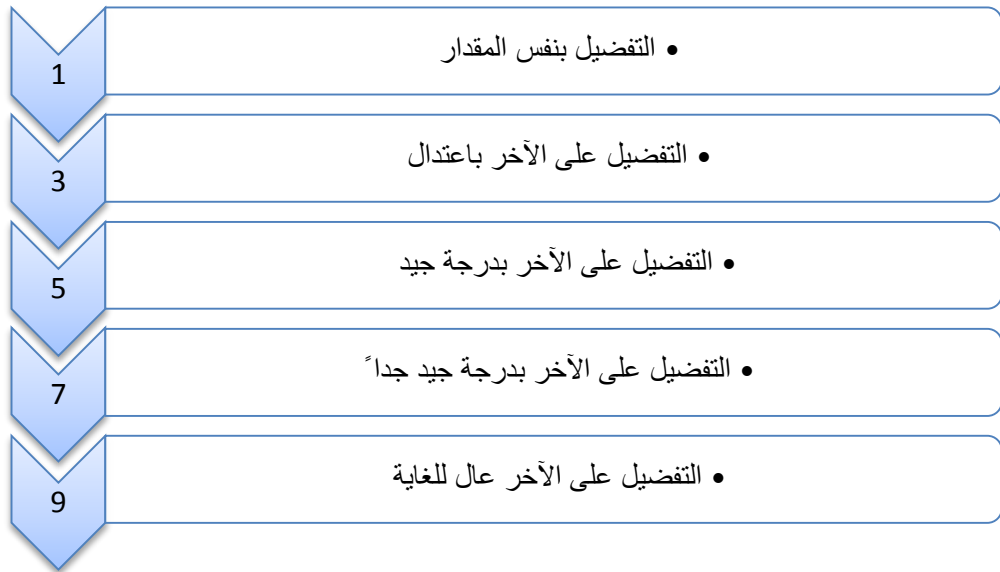 1
• التفضيل بنفس المقدار
3
• التفضيل على الآخر باعتدال
5
• التفضيل على الآخر بدرجة جيد
7
• التفضيل على الآخر بدرجة جيد جداً
9
• التفضيل على الآخر عال للغاية